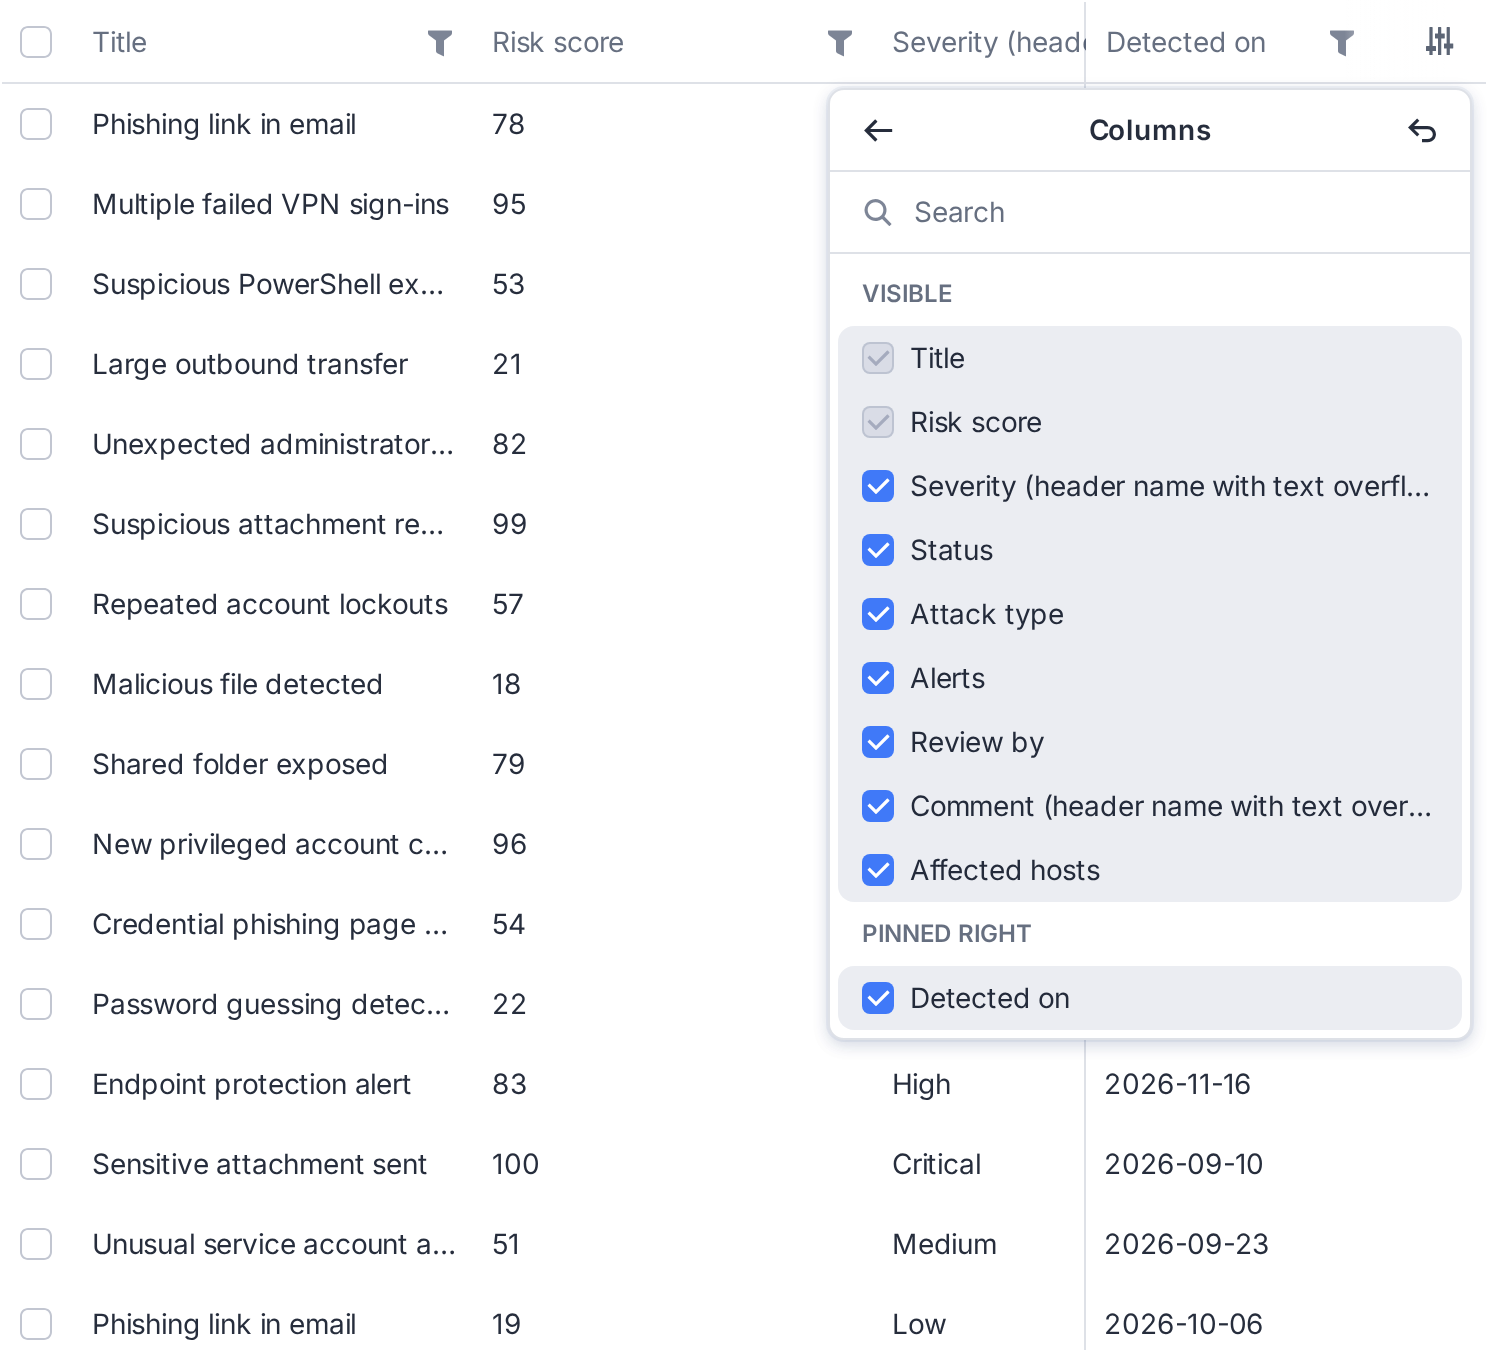 Title Risk score Severity (head Detected on
Phishing link in email 78
Columns
Multiple failed VPN sign-ins 95
Search
Suspicious PowerShell ex... 53
VISIBLE
Large outbound transfer 21
Title
Risk score
Unexpected administrator... 82
Severity (header name with text overfl...
Suspicious attachment re... 99
Status
Repeated account lockouts 57
Attack type
Malicious file detected 18
Alerts
Shared folder exposed 79
Review by
New privileged account c... 96
Comment (header name with text over...
Affected hosts
Credential phishing page ... 54
PINNED RIGHT
Password guessing detec... 22
Detected on
Endpoint protection alert 83 High 2026-11-16
Sensitive attachment sent 100 Critical 2026-09-10
Unusual service account a... 51 Medium 2026-09-23
Phishing link in email 19 Low 2026-10-06